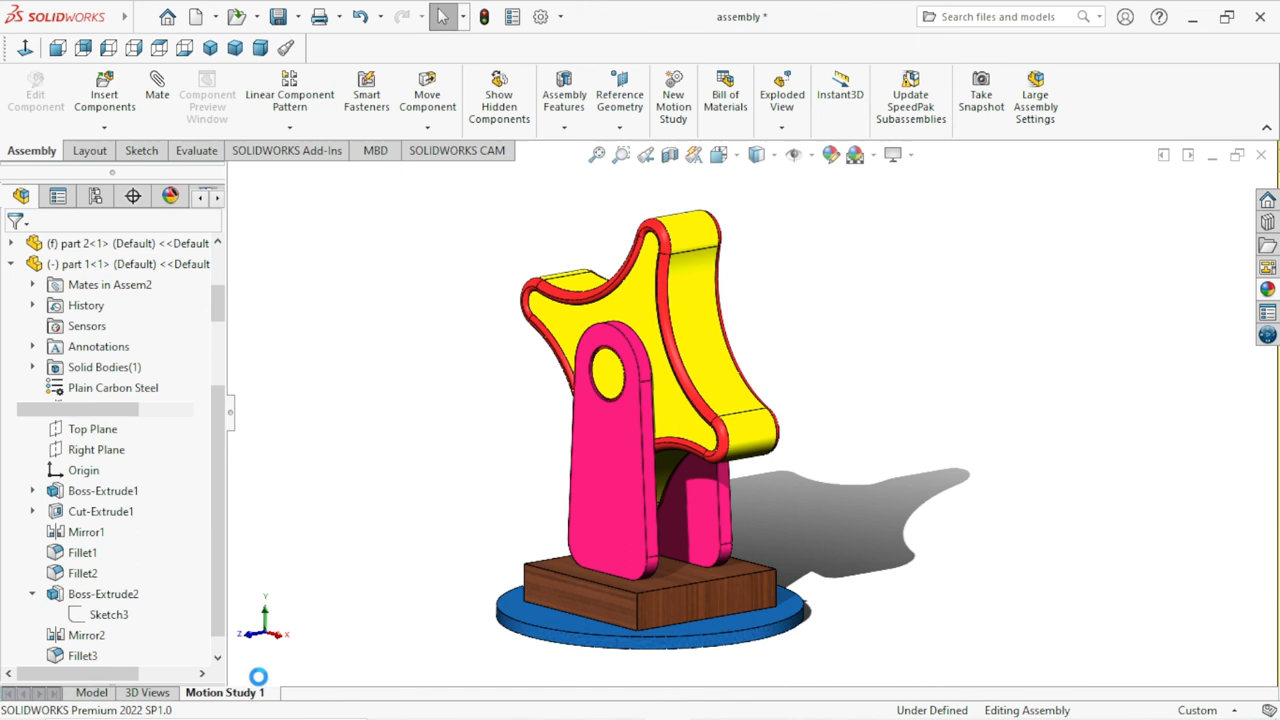 SOLIDWORKS
assembly *
Search files and models
Edit Component
Insert Components
Mate
Component Preview Window
Linear Component Pattern
Smart Fasteners
Move Component
Show Hidden Components
Assembly Features
Reference Geometry
New Motion Study
Bill of Materials
Exploded View
Instant3D
Update SpeedPak Subassemblies
Take Snapshot
Large Assembly Settings
Assembly
Layout
Sketch
Evaluate
SOLIDWORKS Add-Ins
MBD
SOLIDWORKS CAM
(f) part 2<1> (Default) <<Default
(-) part 1<1> (Default) <<Default
Mates in Assem2
History
Sensors
Annotations
Solid Bodies(1)
Plain Carbon Steel
Top Plane
Right Plane
Origin
Boss-Extrude1
Cut-Extrude1
Mirror1
Fillet1
Fillet2
Boss-Extrude2
Sketch3
Mirror2
Fillet3
Y
Z
X
Model
3D Views
Motion Study 1
SOLIDWORKS Premium 2022 SP1.0
Under Defined
Editing Assembly
Custom